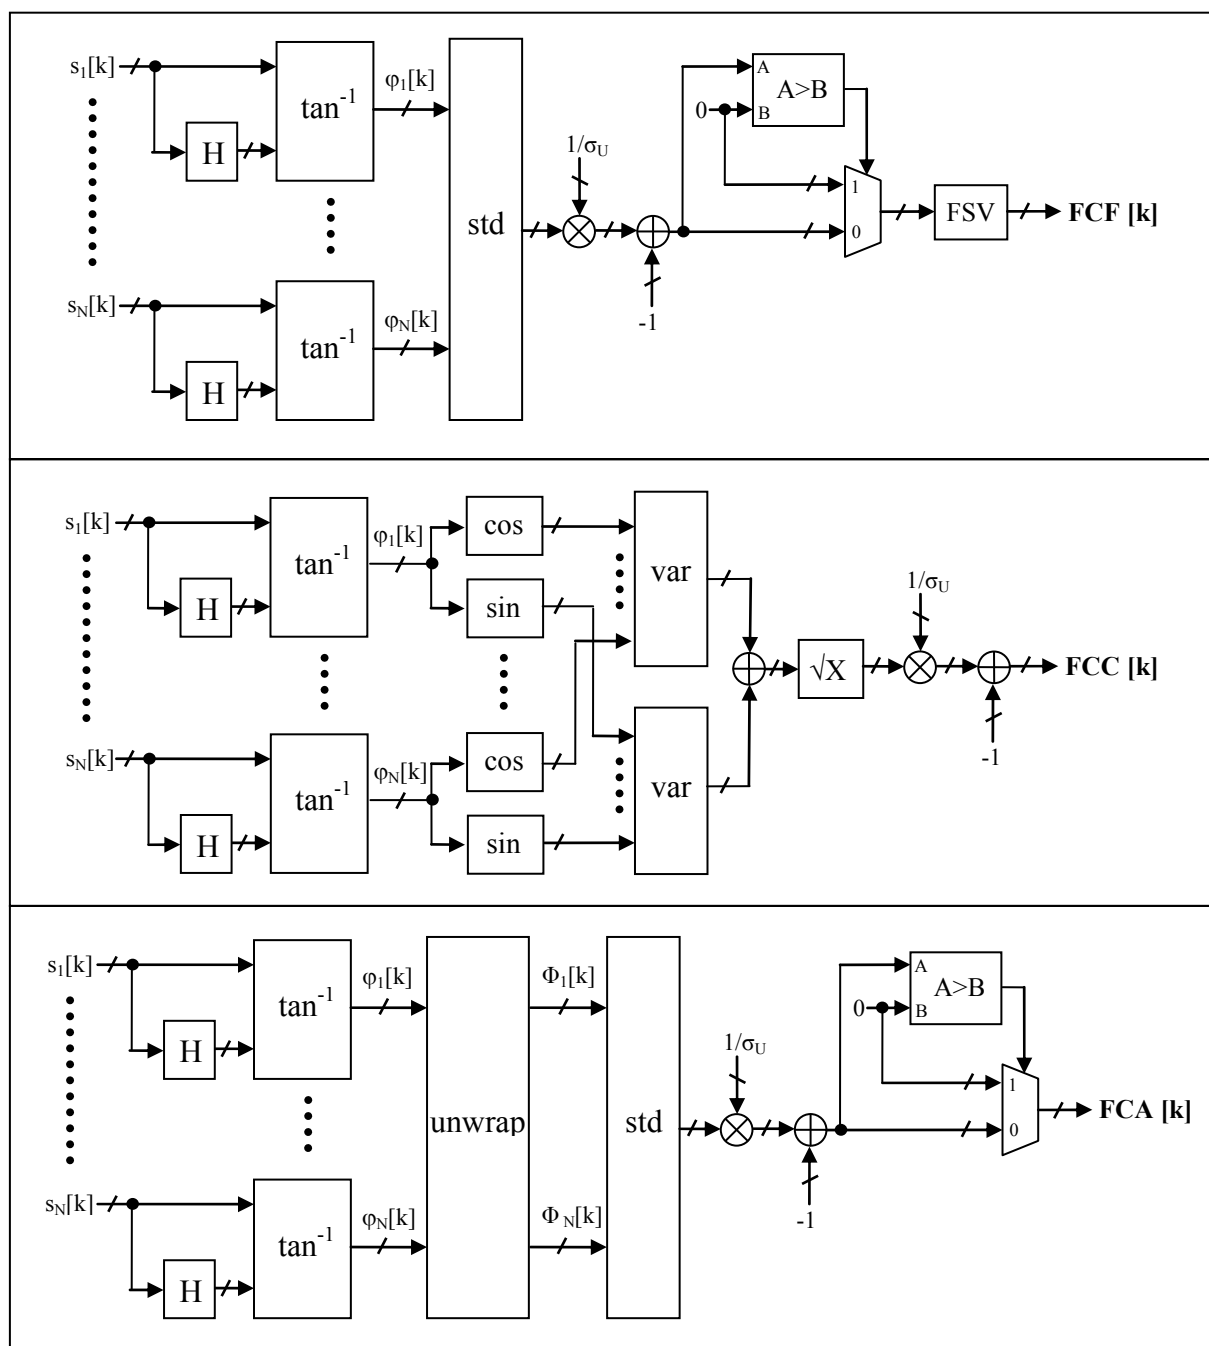 s₁[k]
H
tan⁻¹
φ₁[k]
sN[k]
H
tan⁻¹
φN[k]
std
1/σU
-1
0
A
B
A>B
1
0
FSV
FCF [k]
s₁[k]
H
tan⁻¹
φ₁[k]
cos
sin
sN[k]
H
tan⁻¹
φN[k]
cos
sin
var
var
√X
1/σU
-1
FCC [k]
s₁[k]
H
tan⁻¹
φ₁[k]
sN[k]
H
tan⁻¹
φN[k]
unwrap
Φ₁[k]
ΦN[k]
std
1/σU
-1
0
A
B
A>B
1
0
FCA [k]